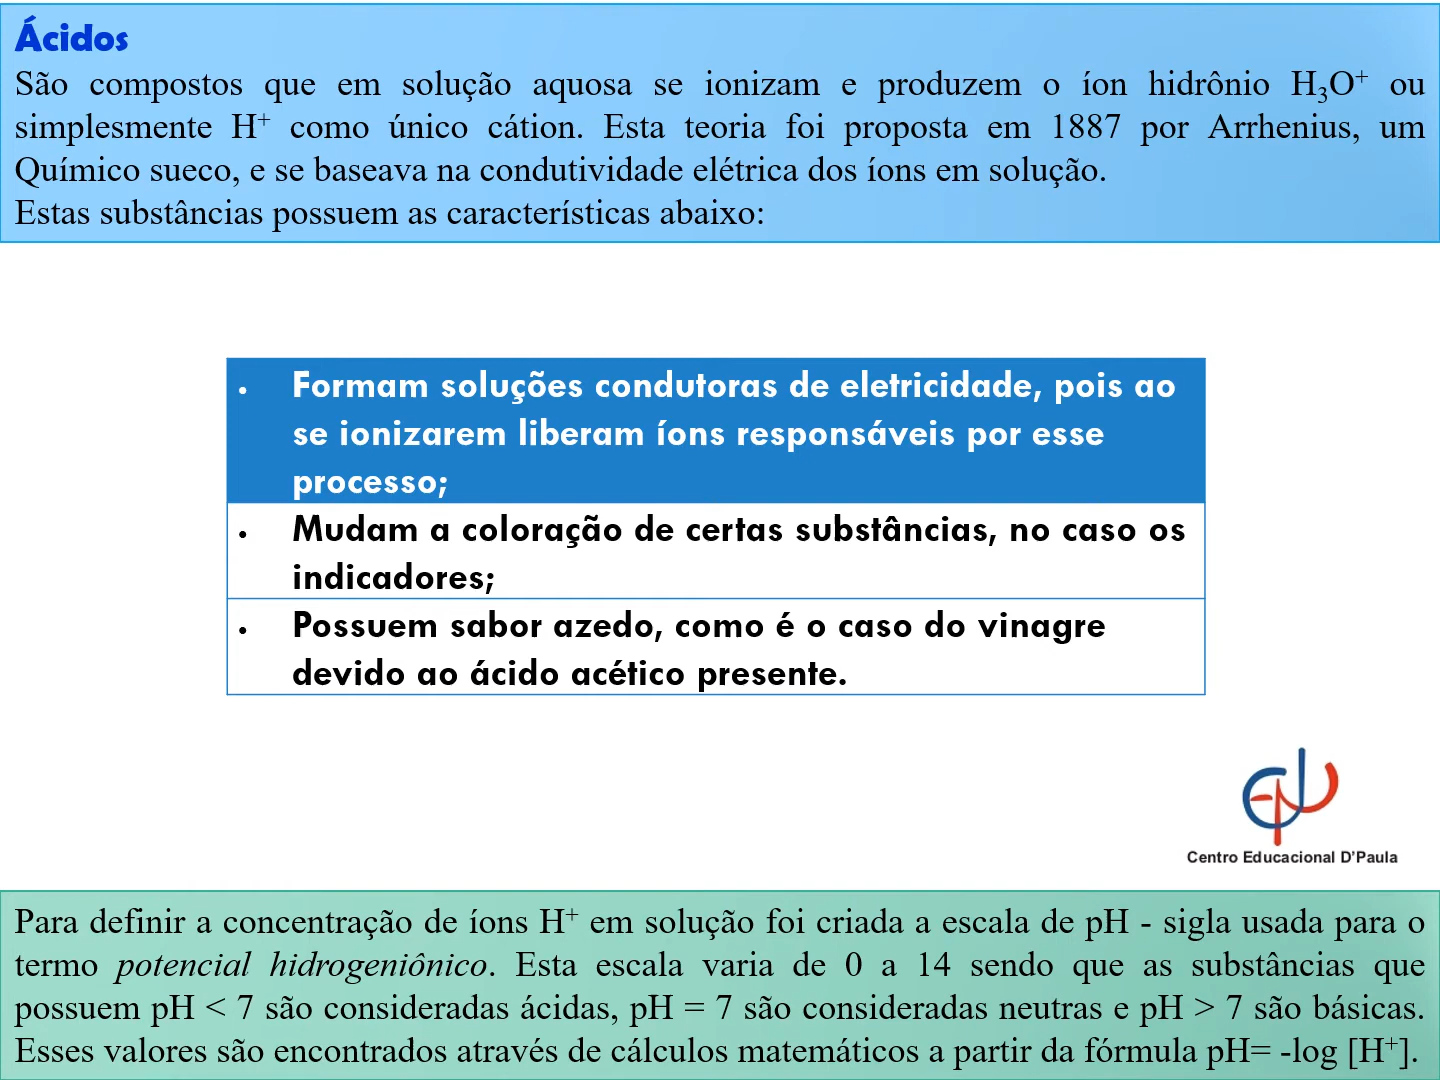 Ácidos
São compostos que em solução aquosa se ionizam e produzem o íon hidrônio H₃O⁺ ou
simplesmente H⁺ como único cátion. Esta teoria foi proposta em 1887 por Arrhenius, um
Químico sueco, e se baseava na condutividade elétrica dos íons em solução.
Estas substâncias possuem as características abaixo:
• Formam soluções condutoras de eletricidade, pois ao
se ionizarem liberam íons responsáveis por esse
processo;
• Mudam a coloração de certas substâncias, no caso os
indicadores;
• Possuem sabor azedo, como é o caso do vinagre
devido ao ácido acético presente.
Centro Educacional D'Paula
Para definir a concentração de íons H⁺ em solução foi criada a escala de pH - sigla usada para o
termo potencial hidrogeniônico. Esta escala varia de 0 a 14 sendo que as substâncias que
possuem pH < 7 são consideradas ácidas, pH = 7 são consideradas neutras e pH > 7 são básicas.
Esses valores são encontrados através de cálculos matemáticos a partir da fórmula pH= -log [H⁺].